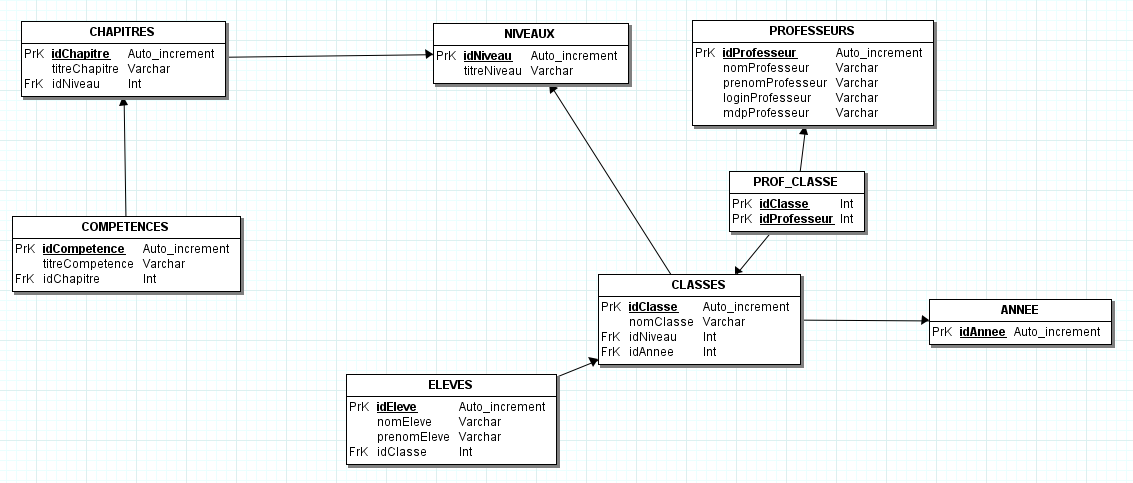 CHAPITRES
PrK idChapitre Auto_increment
titreChapitre Varchar
FrK idNiveau Int
NIVEAUX
PrK idNiveau Auto_increment
titreNiveau Varchar
PROFESSEURS
PrK idProfesseur Auto_increment
nomProfesseur Varchar
prenomProfesseur Varchar
loginProfesseur Varchar
mdpProfesseur Varchar
PROF_CLASSE
PrK idClasse Int
PrK idProfesseur Int
COMPETENCES
PrK idCompetence Auto_increment
titreCompetence Varchar
FrK idChapitre Int
CLASSES
PrK idClasse Auto_increment
nomClasse Varchar
FrK idNiveau Int
FrK idAnnee Int
ANNEE
PrK idAnnee Auto_increment
ELEVES
PrK idEleve Auto_increment
nomEleve Varchar
prenomEleve Varchar
FrK idClasse Int